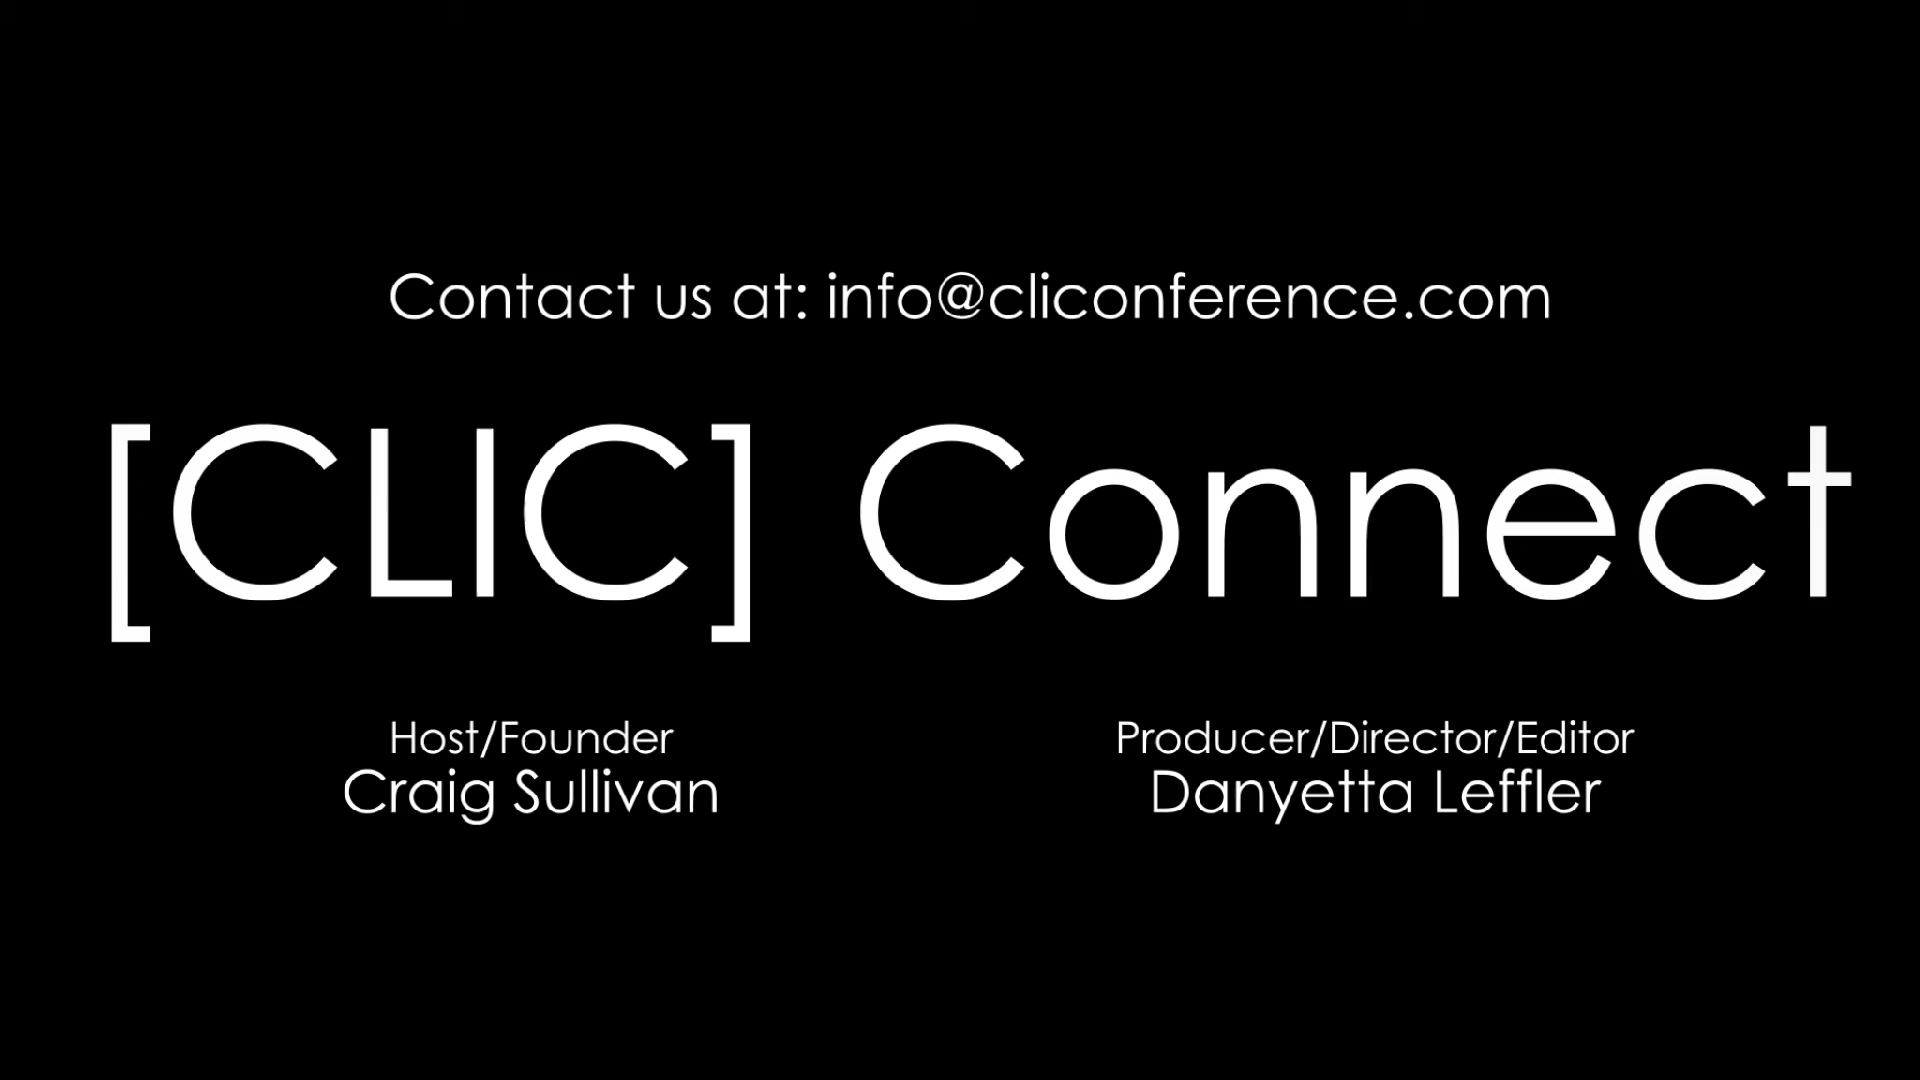 Contact us at: info@cliconference.com
[CLIC] Connect
Host/Founder
Craig Sullivan
Producer/Director/Editor
Danyetta Leffler